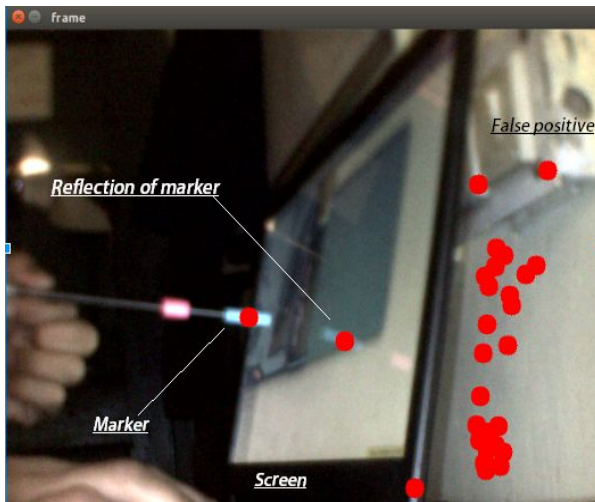 frame
False positive
Reflection of marker
Marker
Screen